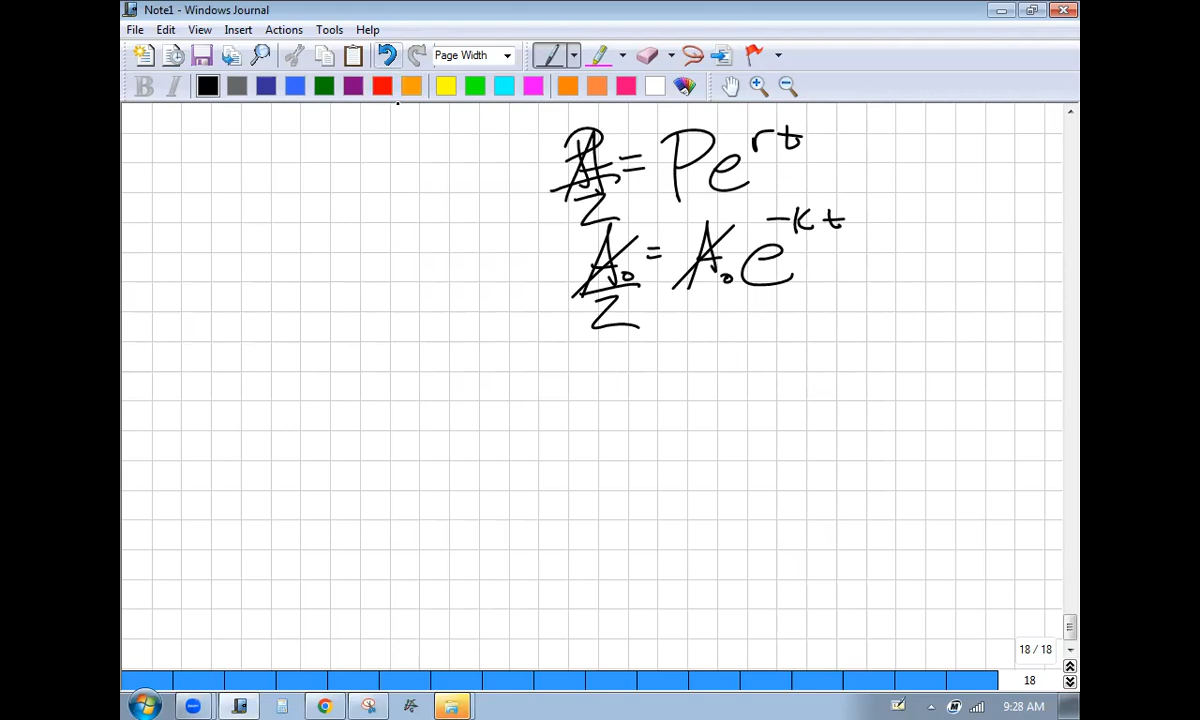 Note1 - Windows Journal
File Edit View Insert Actions Tools Help
Page Width
B I
P/2 = Pe^rt
A₀/2 = A₀e^-kt
18 / 18
18
9:28 AM